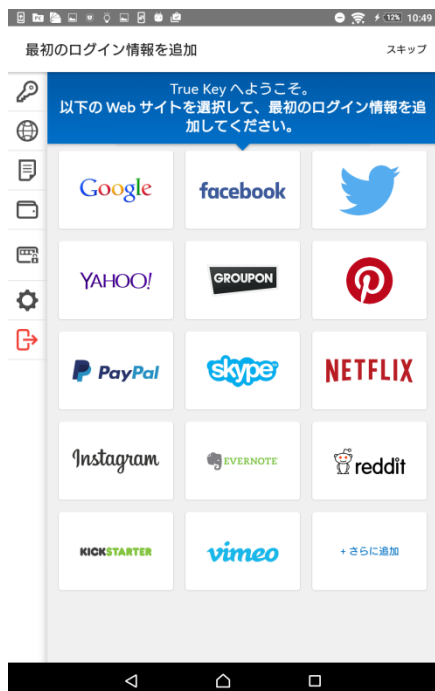 12% 10:49
最初のログイン情報を追加 スキップ
True Key へようこそ。
以下の Web サイトを選択して、最初のログイン情報を追
加してください。
Google facebook
YAHOO! GROUPON
PayPal skype NETFLIX
Instagram EVERNOTE reddit
KICKSTARTER vimeo + さらに追加